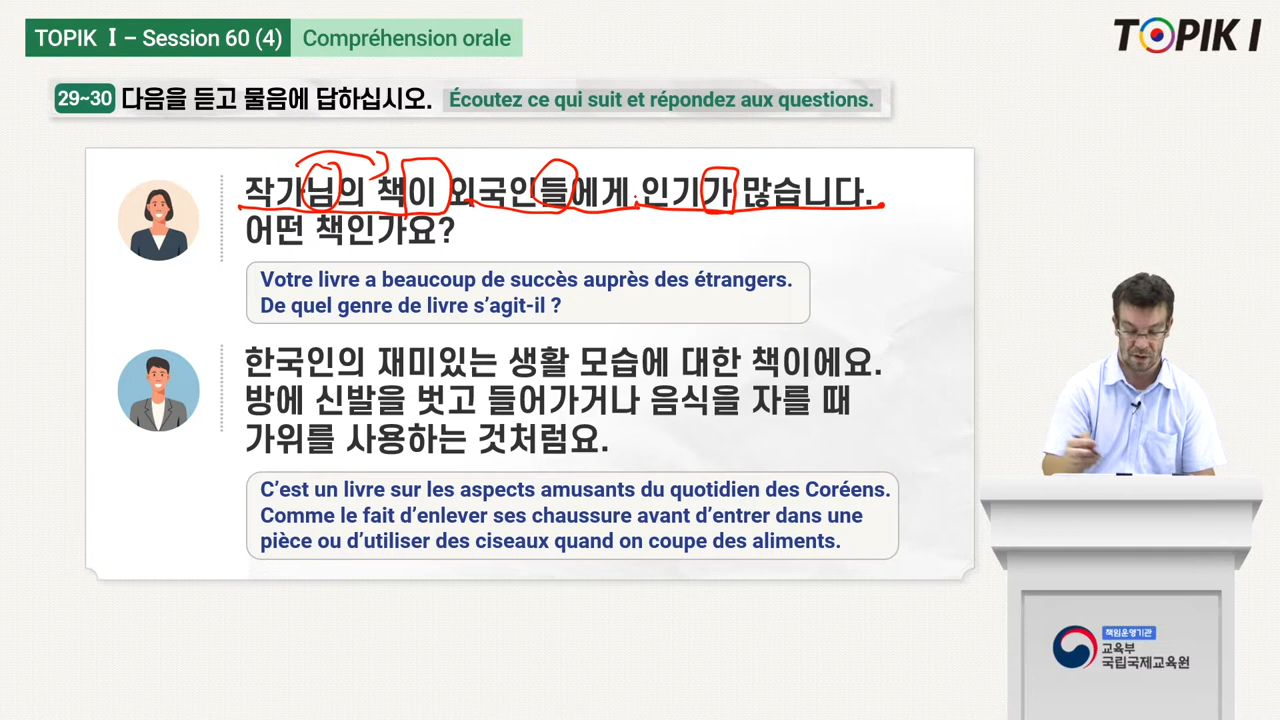 TOPIK Ⅰ – Session 60 (4) Compréhension orale
TOPIK I
29~30 다음을 듣고 물음에 답하십시오. Écoutez ce qui suit et répondez aux questions.
작가님의 책이 외국인들에게 인기가 많습니다.
어떤 책인가요?
Votre livre a beaucoup de succès auprès des étrangers.
De quel genre de livre s’agit-il ?
한국인의 재미있는 생활 모습에 대한 책이에요.
방에 신발을 벗고 들어가거나 음식을 자를 때
가위를 사용하는 것처럼요.
C’est un livre sur les aspects amusants du quotidien des Coréens.
Comme le fait d’enlever ses chaussure avant d’entrer dans une
pièce ou d’utiliser des ciseaux quand on coupe des aliments.
책임운영기관
교육부
국립국제교육원